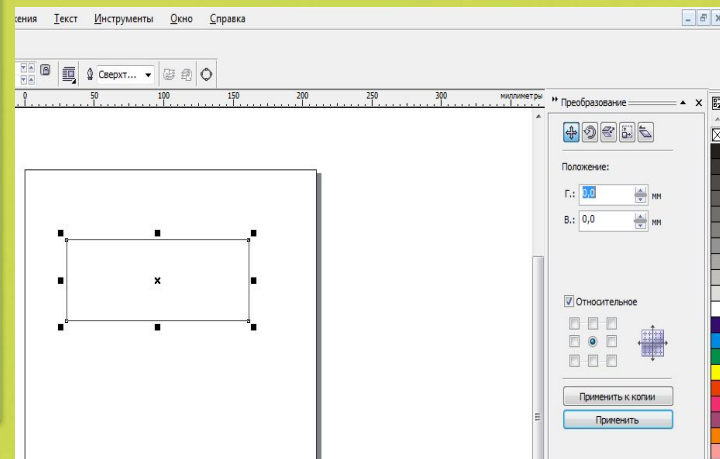 жения Текст Инструменты Окно Справка
Сверхт...
0 50 100 150 200 250 300 миллиметры
Преобразование
Положение:
Г.: 0,0 мм
В.: 0,0 мм
Относительное
Применить к копии
Применить